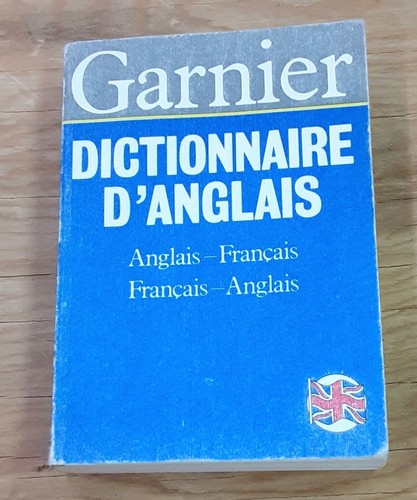 Garnier
DICTIONNAIRE
D'ANGLAIS
Anglais – Français
Français – Anglais